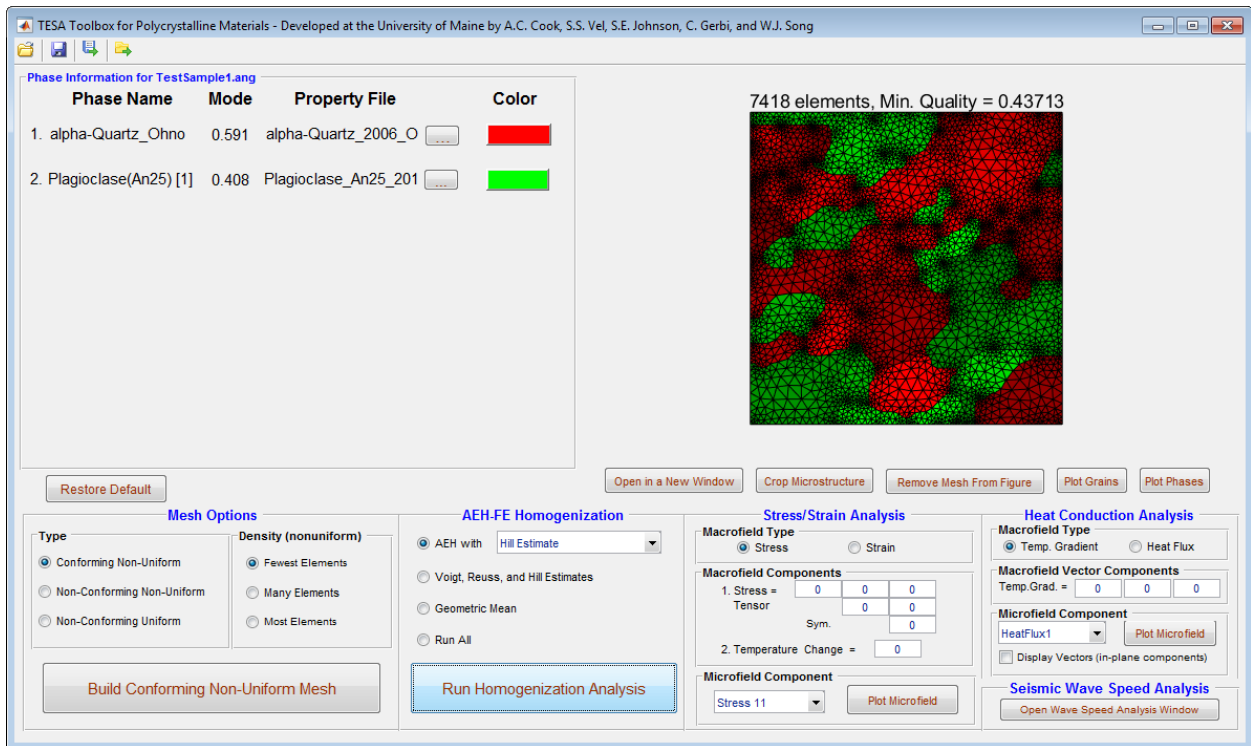 TESA Toolbox for Polycrystalline Materials - Developed at the University of Maine by A.C. Cook, S.S. Vel, S.E. Johnson, C. Gerbi, and W.J. Song
Phase Information for TestSample1.ang
Phase Name Mode Property File Color
1. alpha-Quartz_Ohno 0.591 alpha-Quartz_2006_O ...
2. Plagioclase(An25) [1] 0.408 Plagioclase_An25_201 ...
7418 elements, Min. Quality = 0.43713
Restore Default
Open in a New Window Crop Microstructure Remove Mesh From Figure Plot Grains Plot Phases
Mesh Options
Type
Conforming Non-Uniform
Non-Conforming Non-Uniform
Non-Conforming Uniform
Density (nonuniform)
Fewest Elements
Many Elements
Most Elements
Build Conforming Non-Uniform Mesh
AEH-FE Homogenization
AEH with Hill Estimate
Voigt, Reuss, and Hill Estimates
Geometric Mean
Run All
Run Homogenization Analysis
Stress/Strain Analysis
Macrofield Type
Stress Strain
Macrofield Components
1. Stress = 0 0 0
Tensor 0 0
Sym. 0
2. Temperature Change = 0
Microfield Component
Stress 11 Plot Microfield
Heat Conduction Analysis
Macrofield Type
Temp. Gradient Heat Flux
Macrofield Vector Components
Temp.Grad. = 0 0 0
Microfield Component
HeatFlux1 Plot Microfield
Display Vectors (in-plane components)
Seismic Wave Speed Analysis
Open Wave Speed Analysis Window